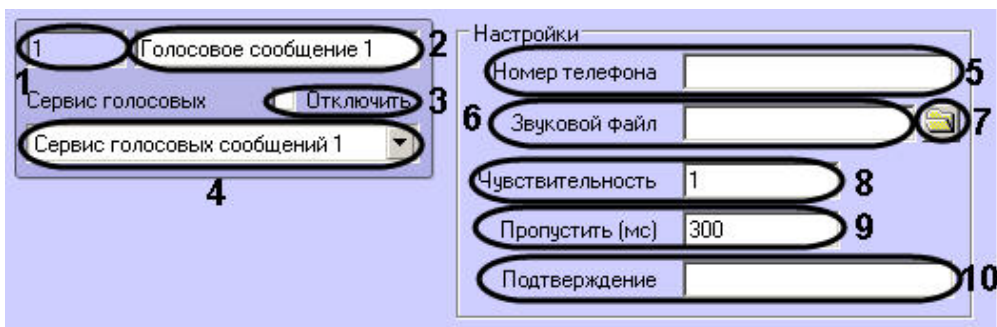 1 Голосовое сообщение 1 2
1
Сервис голосовых Отключить 3
Сервис голосовых сообщений 1
4
Настройки
Номер телефона 5
6 Звуковой файл 7
Чувствительность 1 8
Пропустить (мс) 300 9
Подтверждение 10